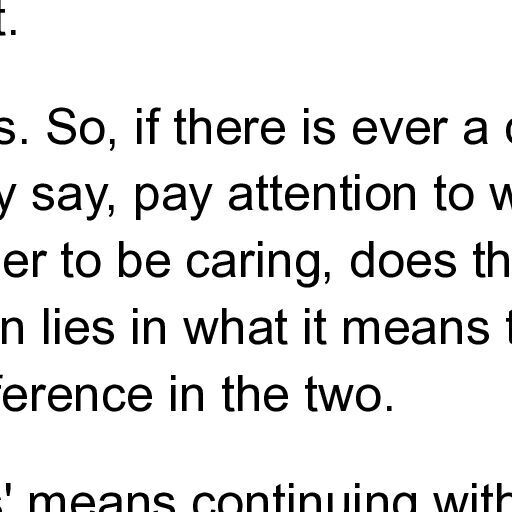 t.
s. So, if there is ever a
y say, pay attention to w
er to be caring, does th
n lies in what it means t
ference in the two.
s' means continuing with